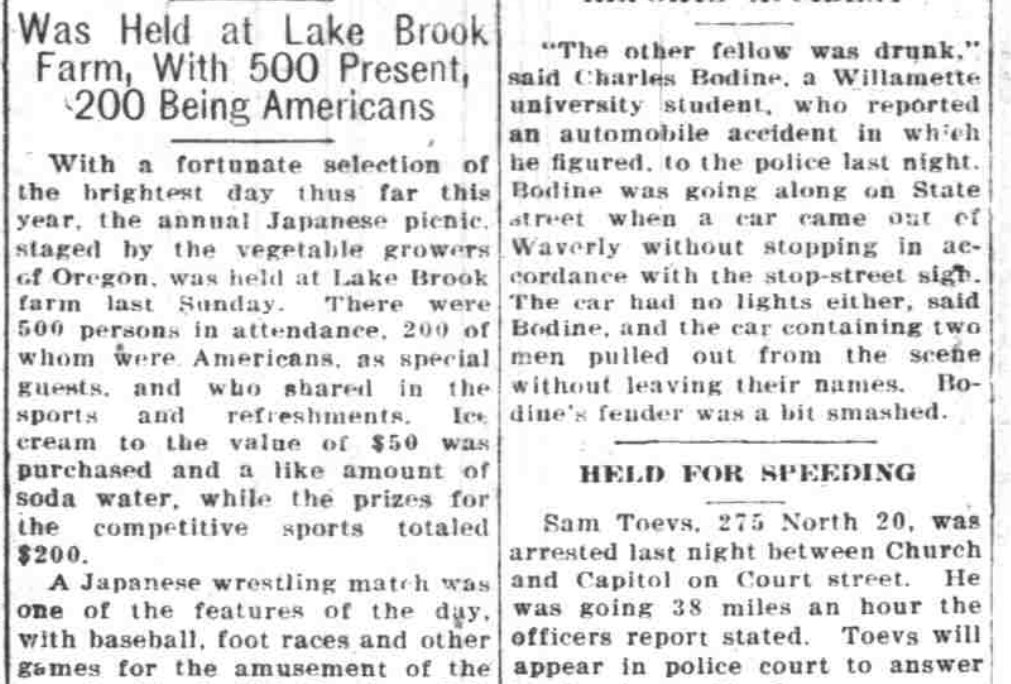 Was Held at Lake Brook
Farm, With 500 Present,
200 Being Americans
With a fortunate selection of
the brightest day thus far this
year, the annual Japanese picnic,
staged by the vegetable growers
of Oregon, was held at Lake Brook
farm last Sunday. There were
500 persons in attendance, 200 of
whom were Americans, as special
guests, and who shared in the
sports and refreshments. Ice
cream to the value of $50 was
purchased and a like amount of
soda water, while the prizes for
the competitive sports totaled
$200.
A Japanese wrestling match was
one of the features of the day,
with baseball, foot races and other
games for the amusement of the
"The other fellow was drunk,"
said Charles Bodine, a Willamette
university student, who reported
an automobile accident in which
he figured, to the police last night.
Bodine was going along on State
street when a car came out of
Waverly without stopping in ac-
cordance with the stop-street sign.
The car had no lights either, said
Bodine, and the car containing two
men pulled out from the scene
without leaving their names. Bo-
dine's fender was a bit smashed.
HELD FOR SPEEDING
Sam Toevs, 275 North 20, was
arrested last night between Church
and Capitol on Court street. He
was going 38 miles an hour the
officers report stated. Toevs will
appear in police court to answer